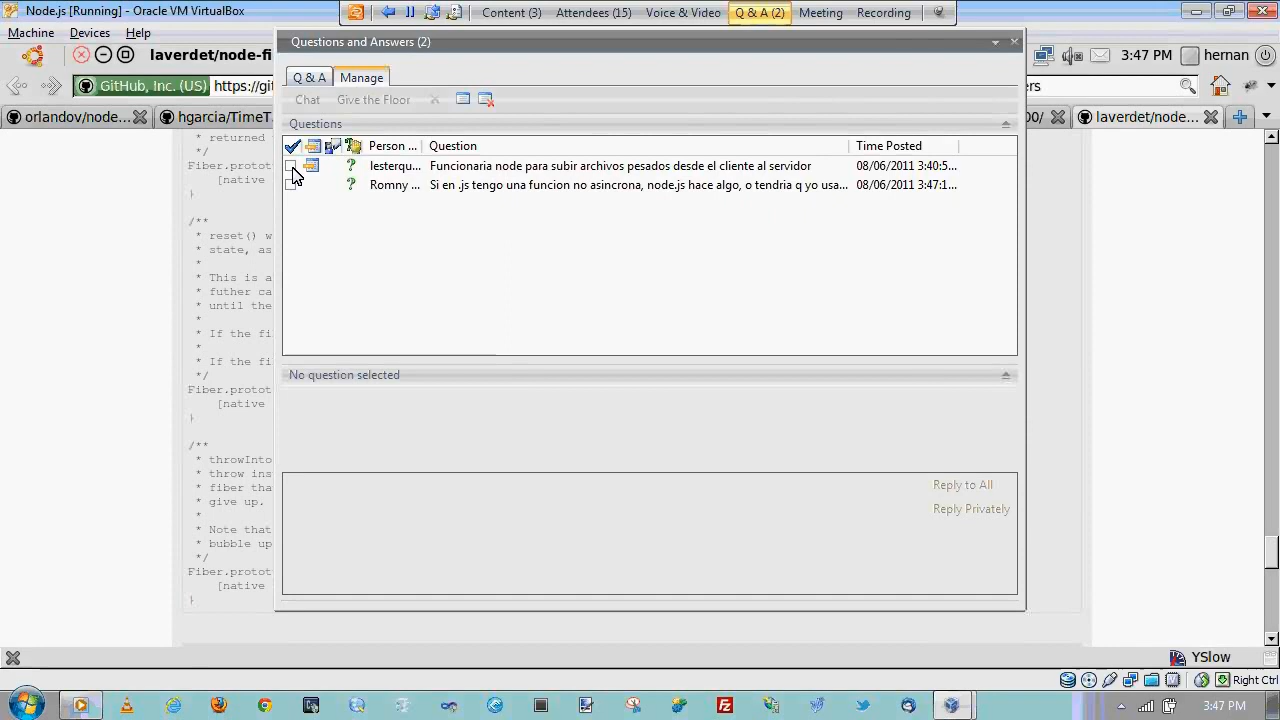 Node.js [Running] - Oracle VM VirtualBox
Content (3) Attendees (15) Voice & Video Q & A (2) Meeting Recording
Machine Devices Help
Questions and Answers (2)
laverdet/node-fi
3:47 PM hernan
Q & A Manage
GitHub, Inc. (US) https://git
ers
Chat Give the Floor
orlandov/node... hgarcia/TimeT
00/ laverdet/node...
Questions
* returned
Person ... Question Time Posted
*/
Fiber.protot
lesterqu... Funcionaria node para subir archivos pesados desde el cliente al servidor 08/06/2011 3:40:5...
[native
Romny ... Si en .js tengo una funcion no asincrona, node.js hace algo, o tendria q yo usa... 08/06/2011 3:47:1...
}
/**
* reset() w
* state, as
*
* This is a
* futher ca
* until the
*
* If the fi
*
* If the fi
*/
No question selected
Fiber.protot
[native
}
/**
* throwInto
* throw ins
* fiber tha
* give up.
*
* Note that
* bubble up
*/
Fiber.protot
[native
}
Reply to All
Reply Privately
YSlow
Right Ctrl
3:47 PM